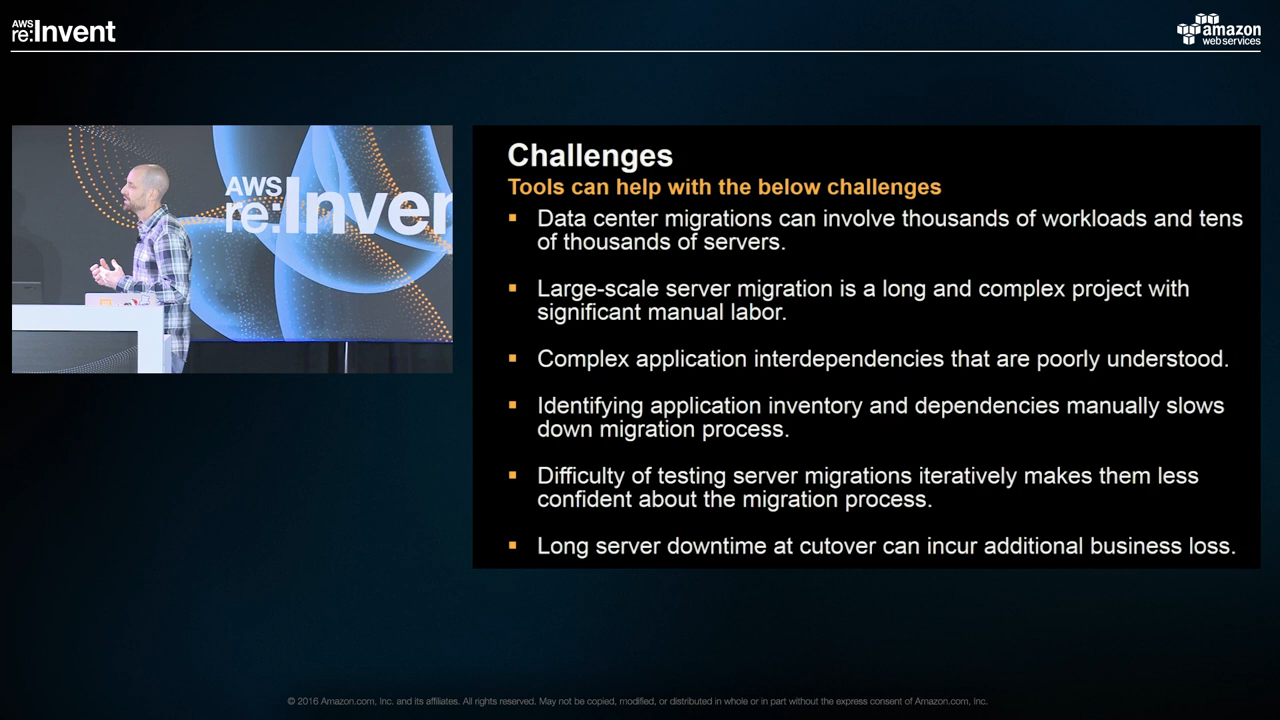 AWS
re:Invent
amazon
web services
AWS
re:Inven
Challenges
Tools can help with the below challenges
▪ Data center migrations can involve thousands of workloads and tens
of thousands of servers.
▪ Large-scale server migration is a long and complex project with
significant manual labor.
▪ Complex application interdependencies that are poorly understood.
▪ Identifying application inventory and dependencies manually slows
down migration process.
▪ Difficulty of testing server migrations iteratively makes them less
confident about the migration process.
▪ Long server downtime at cutover can incur additional business loss.
© 2016 Amazon.com, Inc. and its affiliates. All rights reserved. May not be copied, modified, or distributed in whole or in part without the express consent of Amazon.com, Inc.